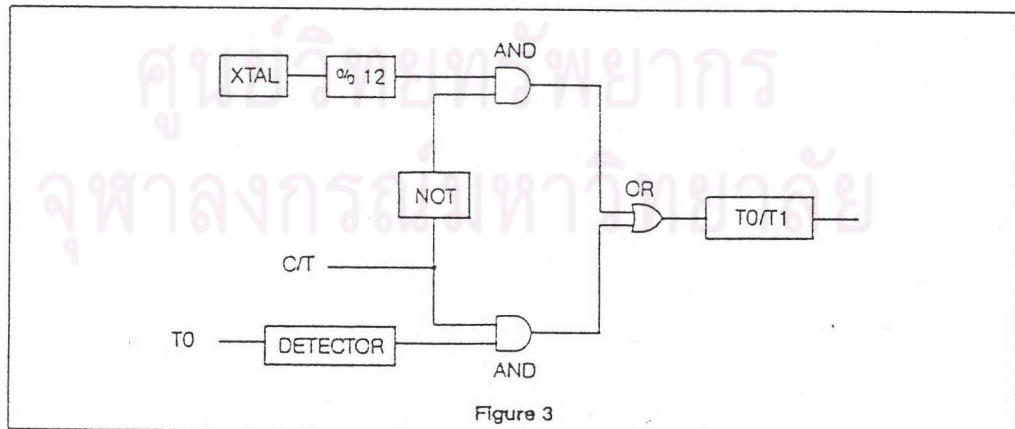 AND
XTAL
% 12
ศูนย์วิทยทรัพยากร
NOT
จุฬาลงกรณ์มหาวิทยาลัย
OR
T0/T1
C/T
T0
DETECTOR
AND
Figure 3